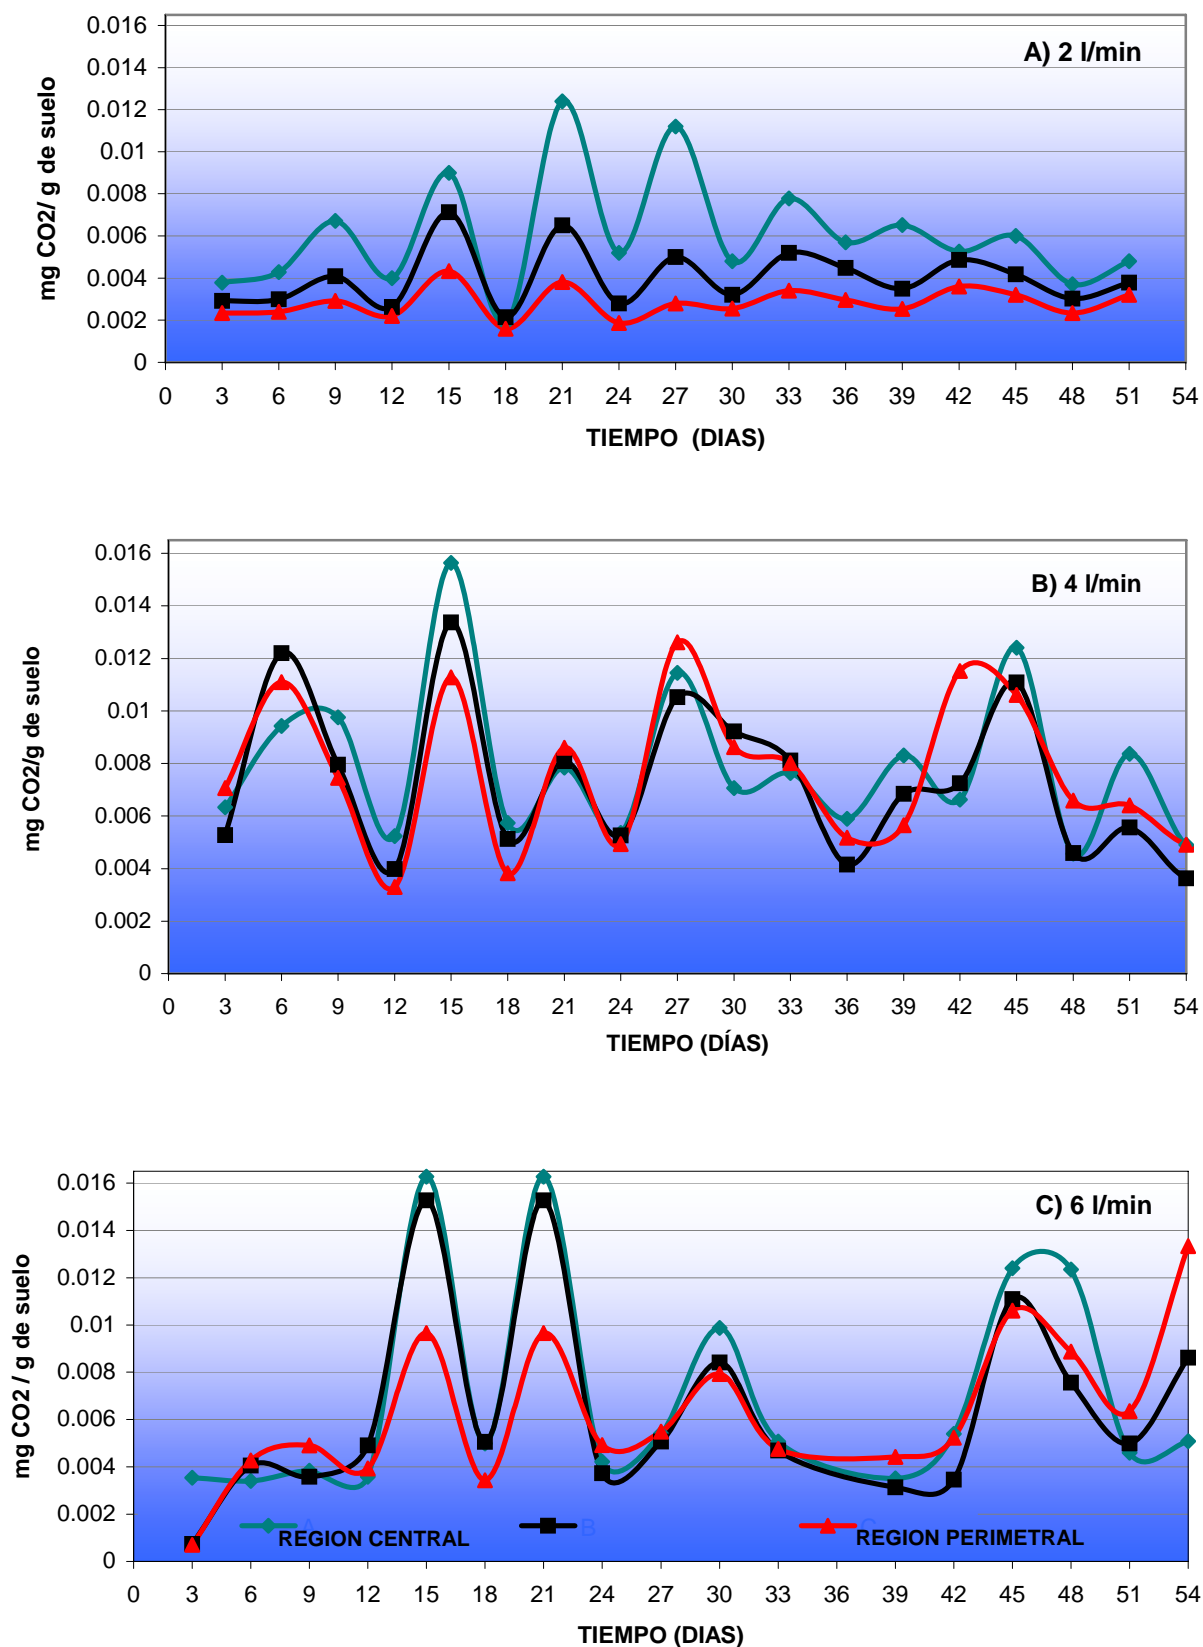 A) 2 l/min
mg CO2/ g de suelo
0.016
0.014
0.012
0.01
0.008
0.006
0.004
0.002
0
0 3 6 9 12 15 18 21 24 27 30 33 36 39 42 45 48 51 54
TIEMPO (DIAS)
B) 4 l/min
mg CO2/g de suelo
0.016
0.014
0.012
0.01
0.008
0.006
0.004
0.002
0
0 3 6 9 12 15 18 21 24 27 30 33 36 39 42 45 48 51 54
TIEMPO (DÍAS)
C) 6 l/min
mg CO2 / g de suelo
0.016
0.014
0.012
0.01
0.008
0.006
0.004
0.002
0
A B C
REGION CENTRAL REGION PERIMETRAL
0 3 6 9 12 15 18 21 24 27 30 33 36 39 42 45 48 51 54
TIEMPO (DIAS)